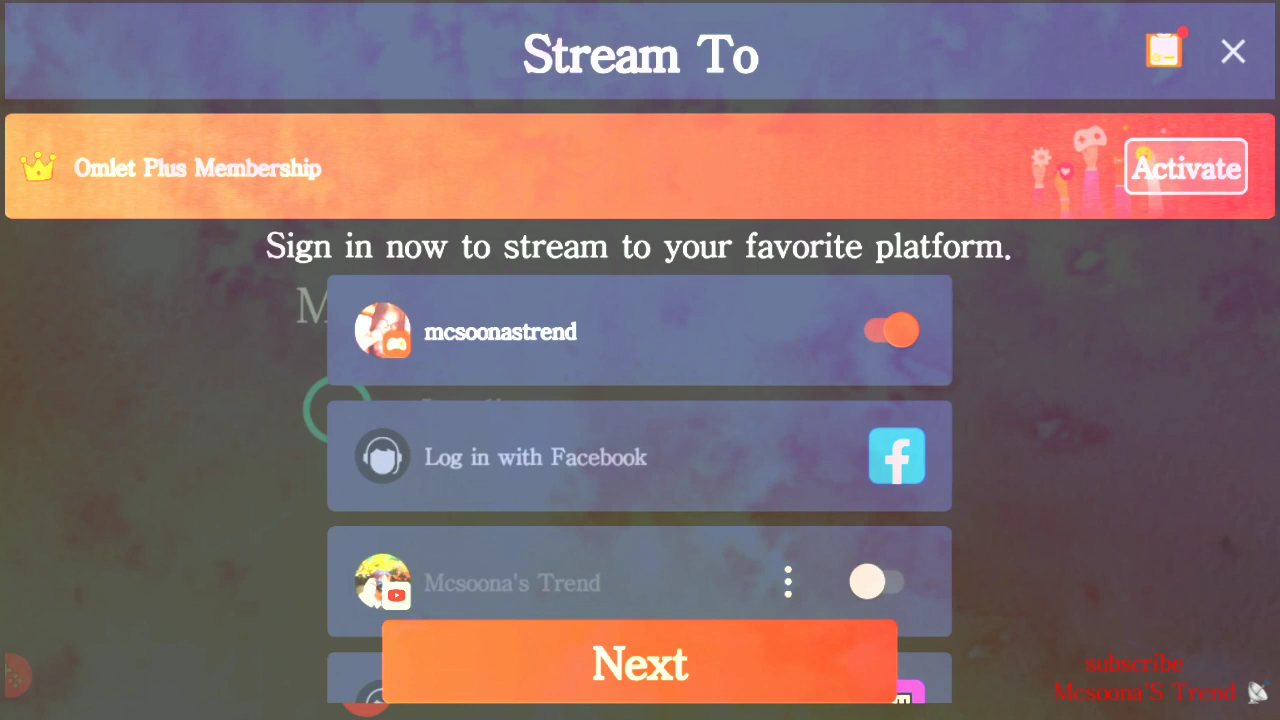 Stream To
Omlet Plus Membership
Activate
Sign in now to stream to your favorite platform.
mcsoonastrend
Log in with Facebook
Mcsoona's Trend
Next
subscribe
Mcsoona'S Trend